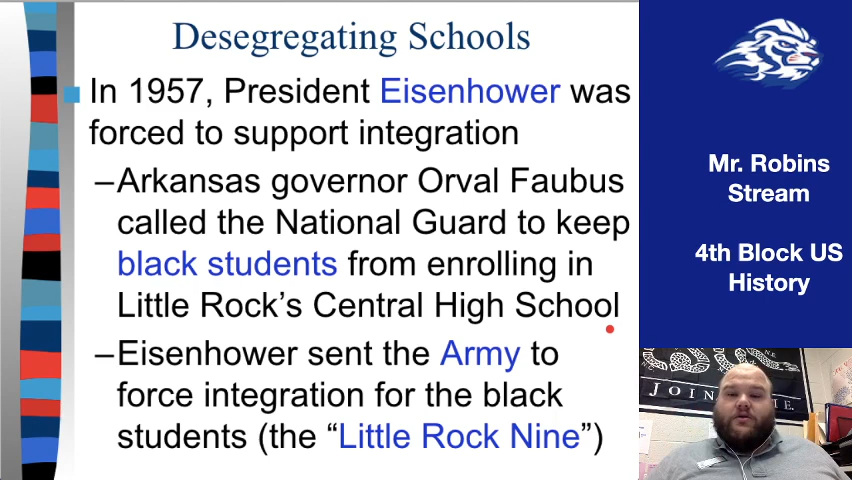 Desegregating Schools
In 1957, President Eisenhower was
forced to support integration
–Arkansas governor Orval Faubus
called the National Guard to keep
black students from enrolling in
Little Rock’s Central High School
–Eisenhower sent the Army to
force integration for the black
students (the “Little Rock Nine”)
Mr. Robins
Stream
4th Block US
History
JOIN